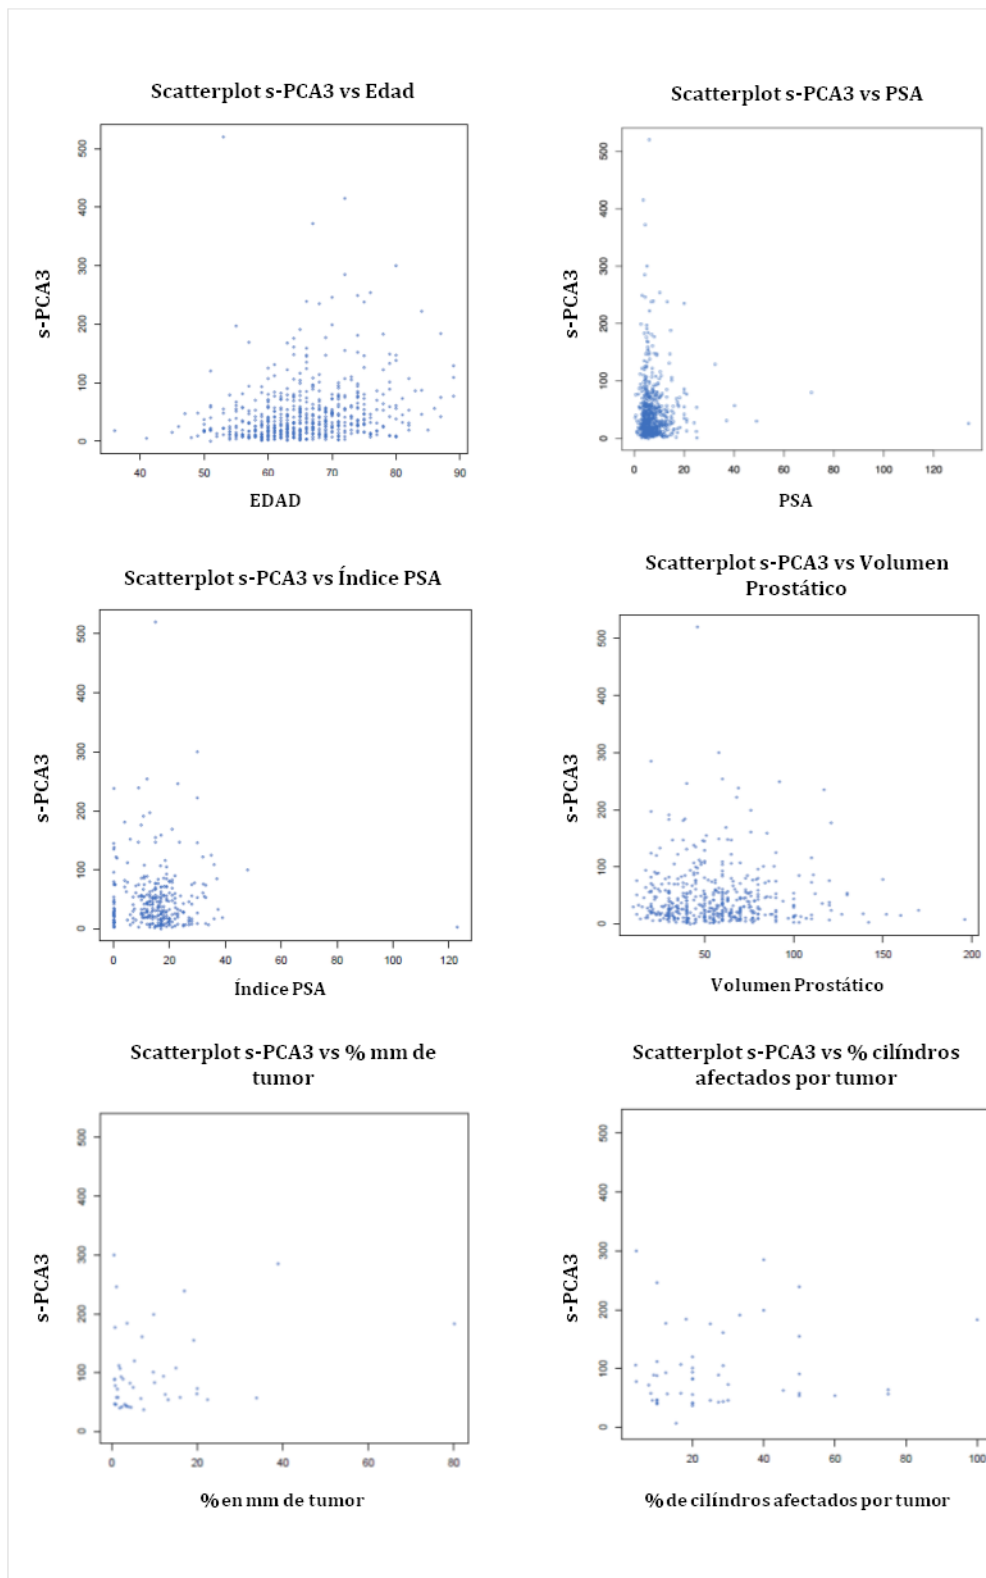 Scatterplot s-PCA3 vs Edad
s-PCA3
0 100 200 300 400 500
40 50 60 70 80 90
EDAD
Scatterplot s-PCA3 vs PSA
s-PCA3
0 100 200 300 400 500
0 20 40 60 80 100 120
PSA
Scatterplot s-PCA3 vs Índice PSA
s-PCA3
0 100 200 300 400 500
0 20 40 60 80 100 120
Índice PSA
Scatterplot s-PCA3 vs Volumen
Prostático
s-PCA3
0 100 200 300 400 500
50 100 150 200
Volumen Prostático
Scatterplot s-PCA3 vs % mm de
tumor
s-PCA3
0 100 200 300 400 500
0 20 40 60 80
% en mm de tumor
Scatterplot s-PCA3 vs % cilíndros
afectados por tumor
s-PCA3
0 100 200 300 400 500
20 40 60 80 100
% de cilíndros afectados por tumor